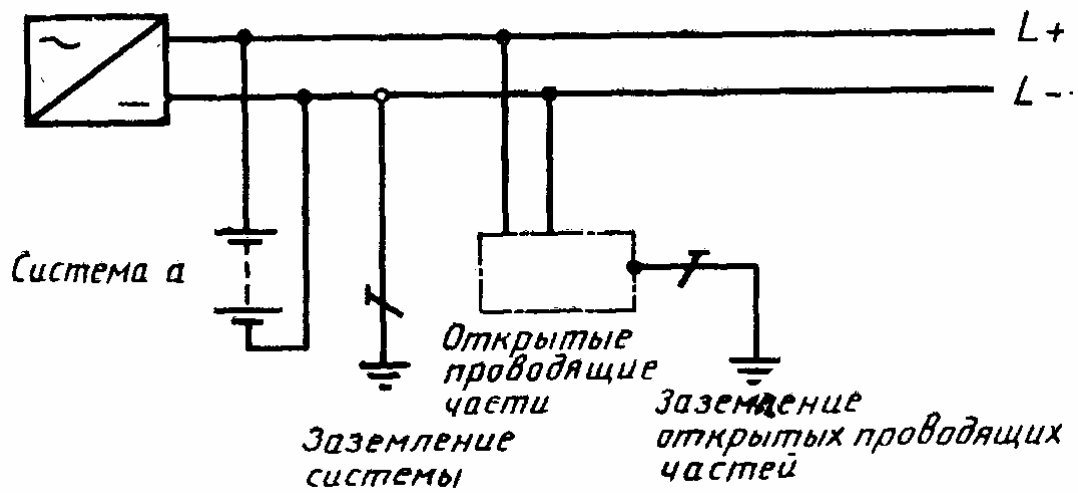 L+
L-
Система а
Открытые
проводящие
части
Заземление
системы
Заземление
открытых проводящих
частей